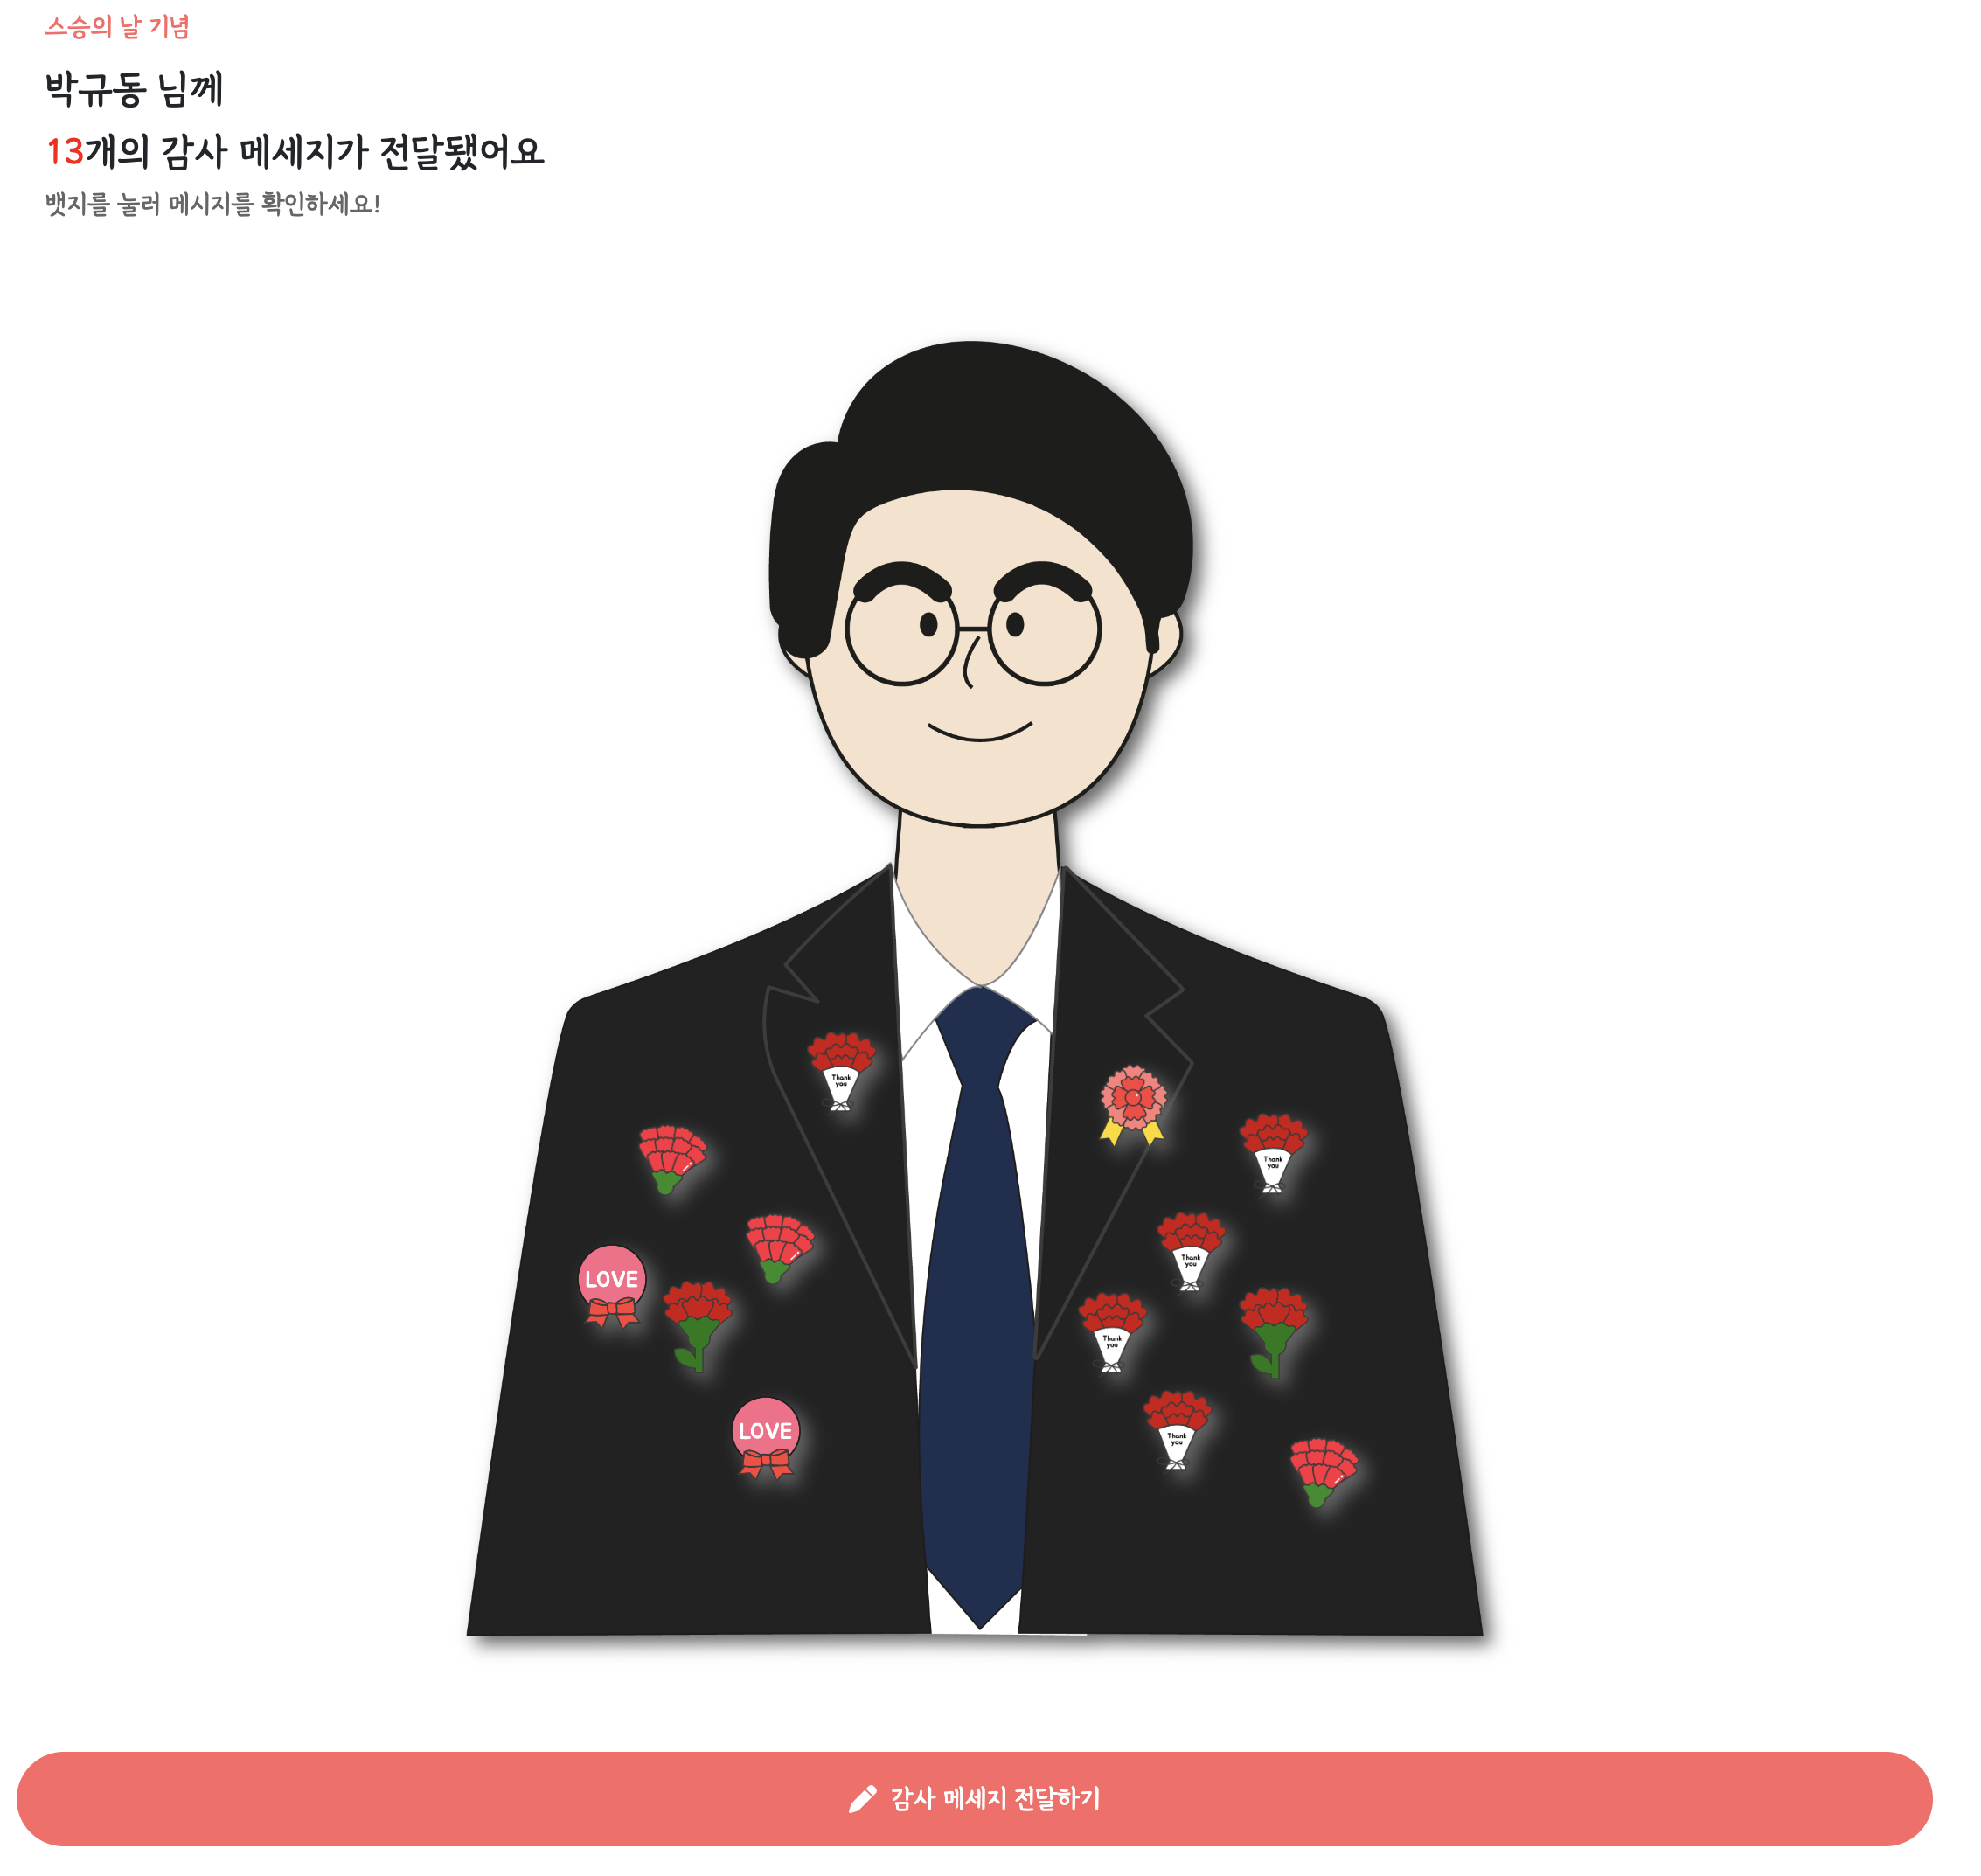 스승의 날 기념
박규동 님께
13개의 감사 메세지가 전달됐어요
뱃지를 눌러 메시지를 확인하세요!
Thank
you
Thank
you
Thank
you
LOVE
Thank
you
LOVE
Thank
you
감사 메세지 전달하기